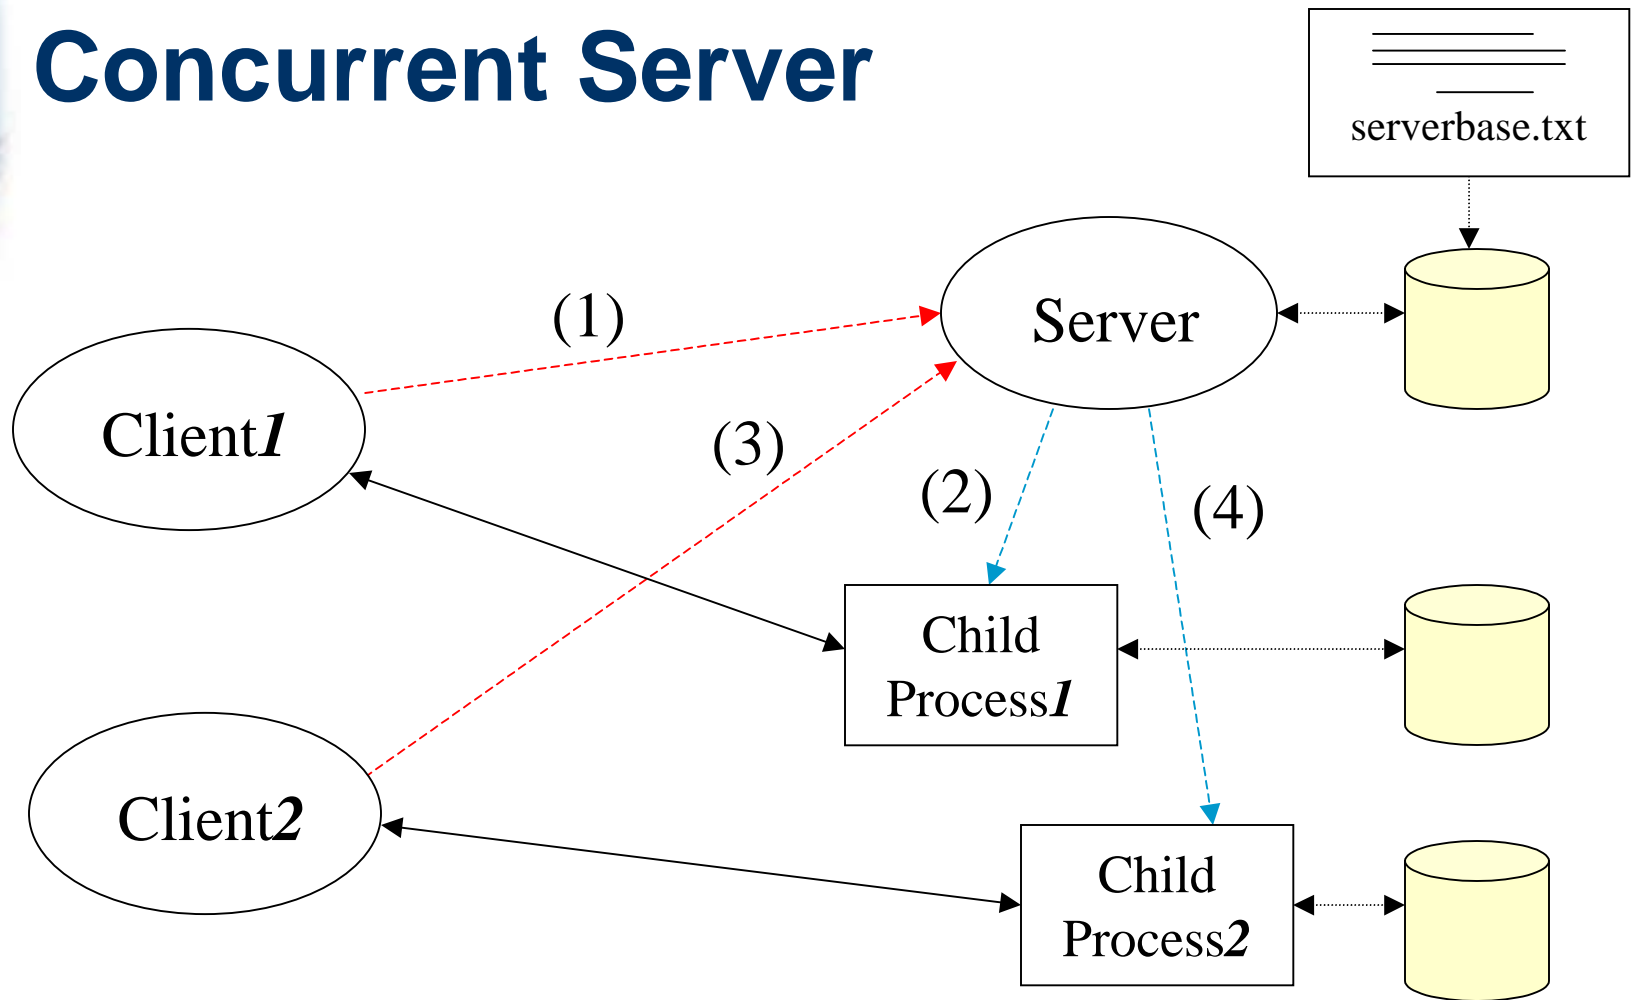 Concurrent Server
serverbase.txt
(1)
Server
Client1
(3)
(2)
(4)
Child
Process1
Client2
Child
Process2